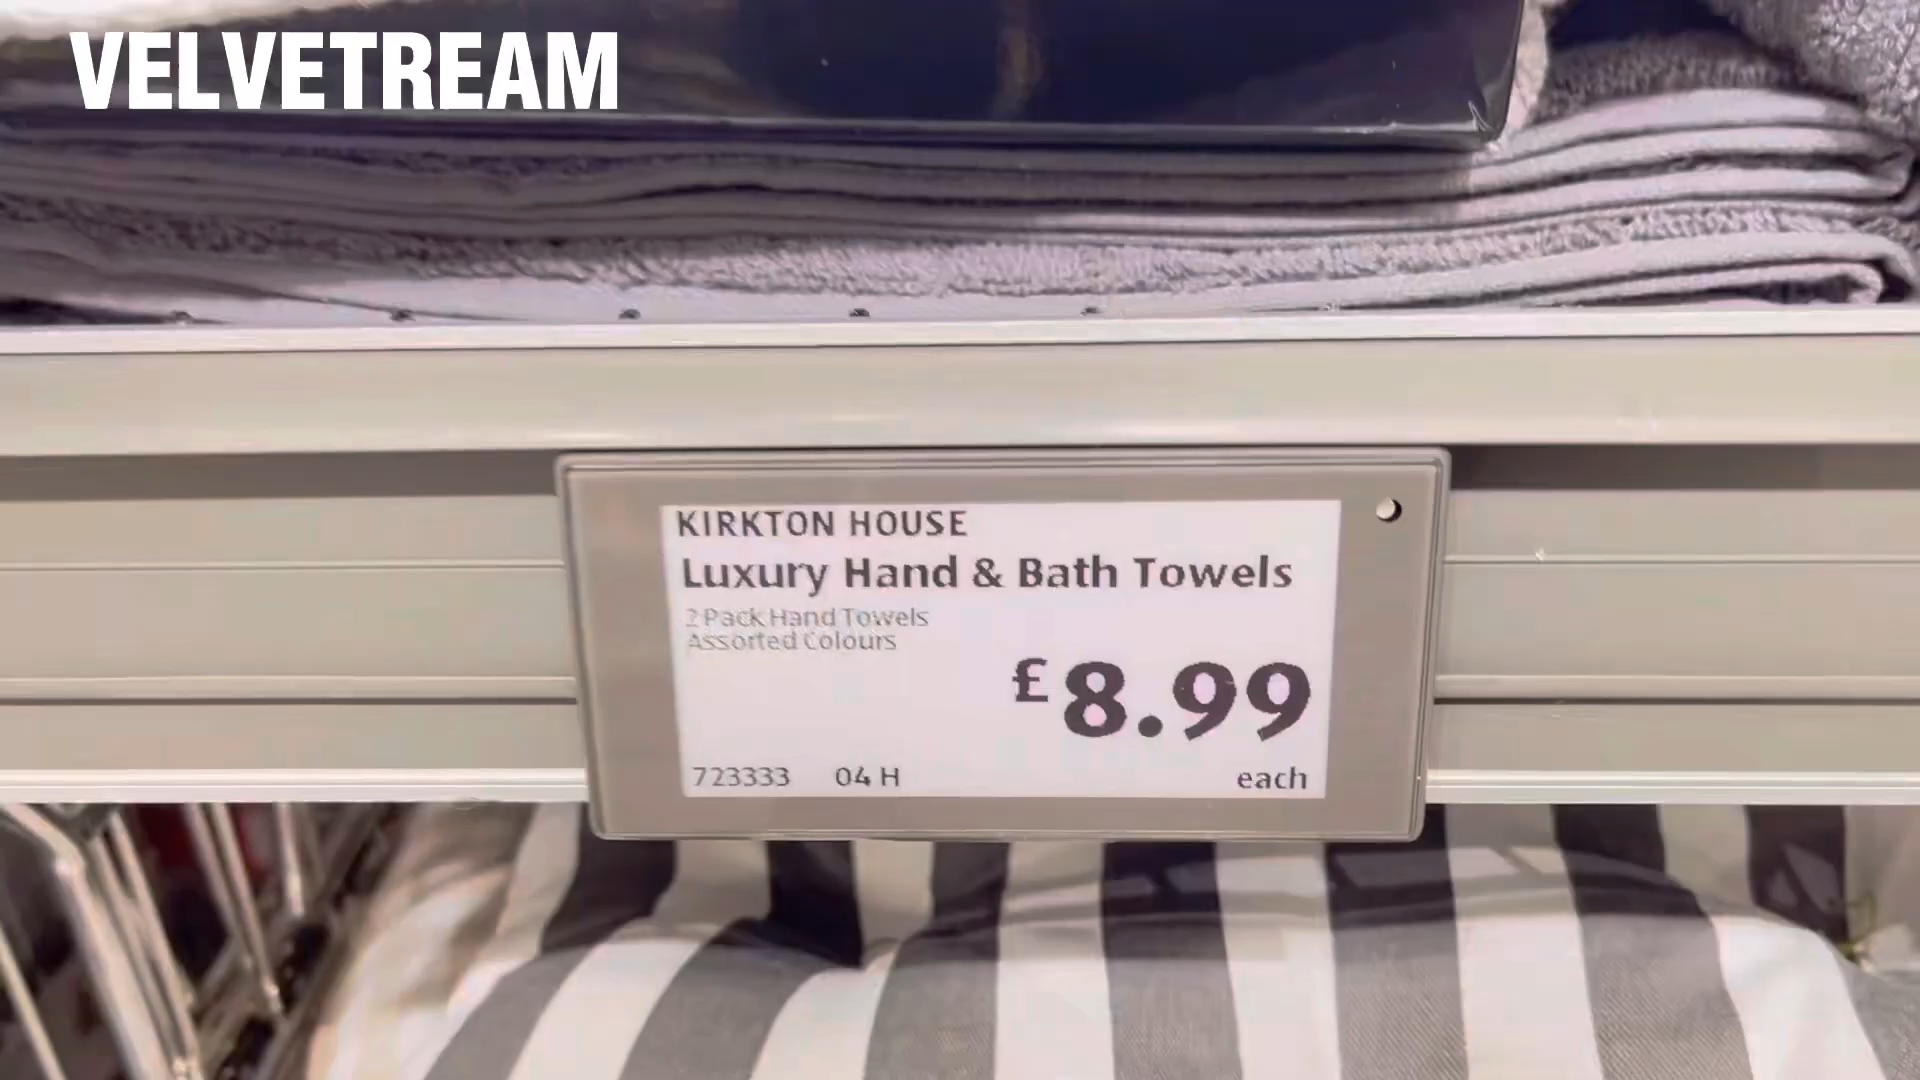 VELVETREAM
KIRKTON HOUSE
Luxury Hand & Bath Towels
2 Pack Hand Towels
Assorted Colours
£8.99
723333 04 H each